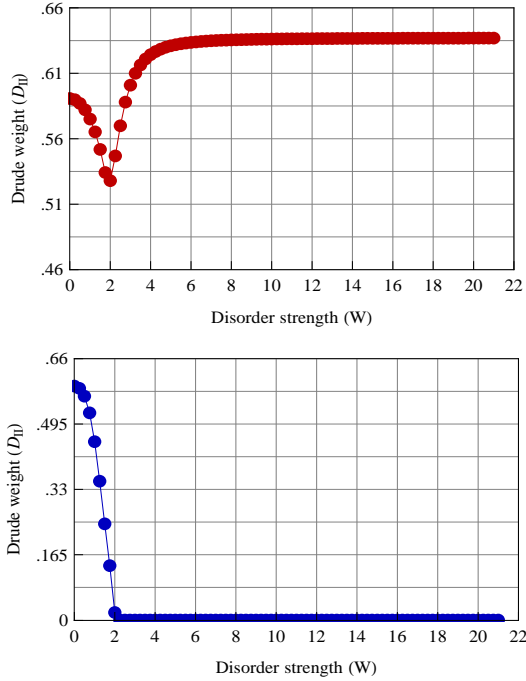 .66
.61
.56
.51
.46
Drude weight (D_II)
0 2 4 6 8 10 12 14 16 18 20 22
Disorder strength (W)
.66
.495
.33
.165
0
Drude weight (D_II)
0 2 4 6 8 10 12 14 16 18 20 22
Disorder strength (W)